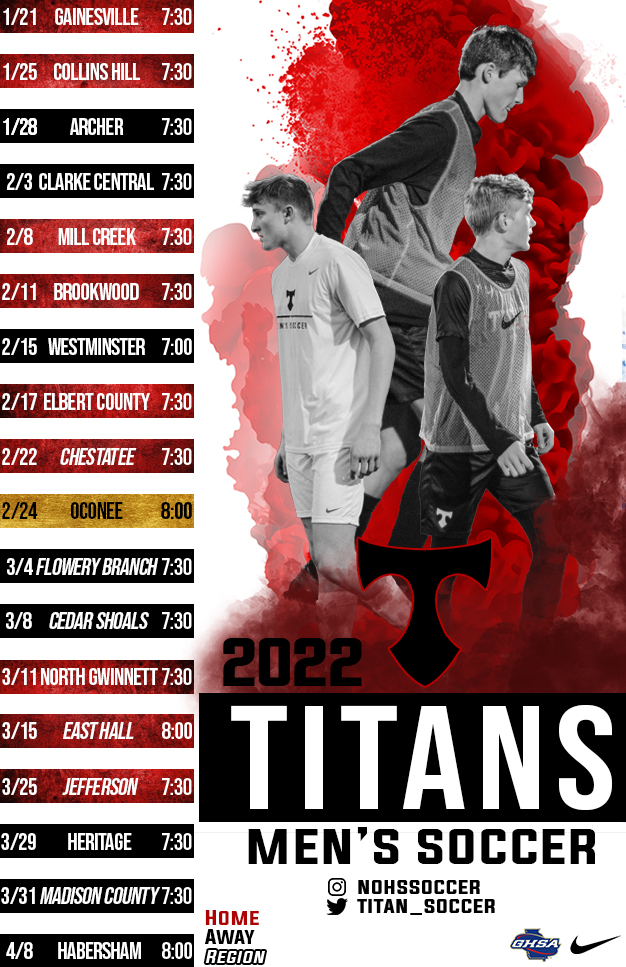 1/21 GAINESVILLE 7:30
1/25 COLLINS HILL 7:30
1/28 ARCHER 7:30
2/3 CLARKE CENTRAL 7:30
2/8 MILL CREEK 7:30
2/11 BROOKWOOD 7:30
2/15 WESTMINSTER 7:00
2/17 ELBERT COUNTY 7:30
2/22 CHESTATEE 7:30
2/24 OCONEE 8:00
3/4 FLOWERY BRANCH 7:30
3/8 CEDAR SHOALS 7:30
3/11 NORTH GWINNETT 7:30
3/15 EAST HALL 8:00
3/25 JEFFERSON 7:30
3/29 HERITAGE 7:30
3/31 MADISON COUNTY 7:30
4/8 HABERSHAM 8:00
T
SOCCER
TITANS
T
T
2022
TITANS
MEN'S SOCCER
NOHSSOCCER
TITAN_SOCCER
HOME
AWAY
REGION
GHSA